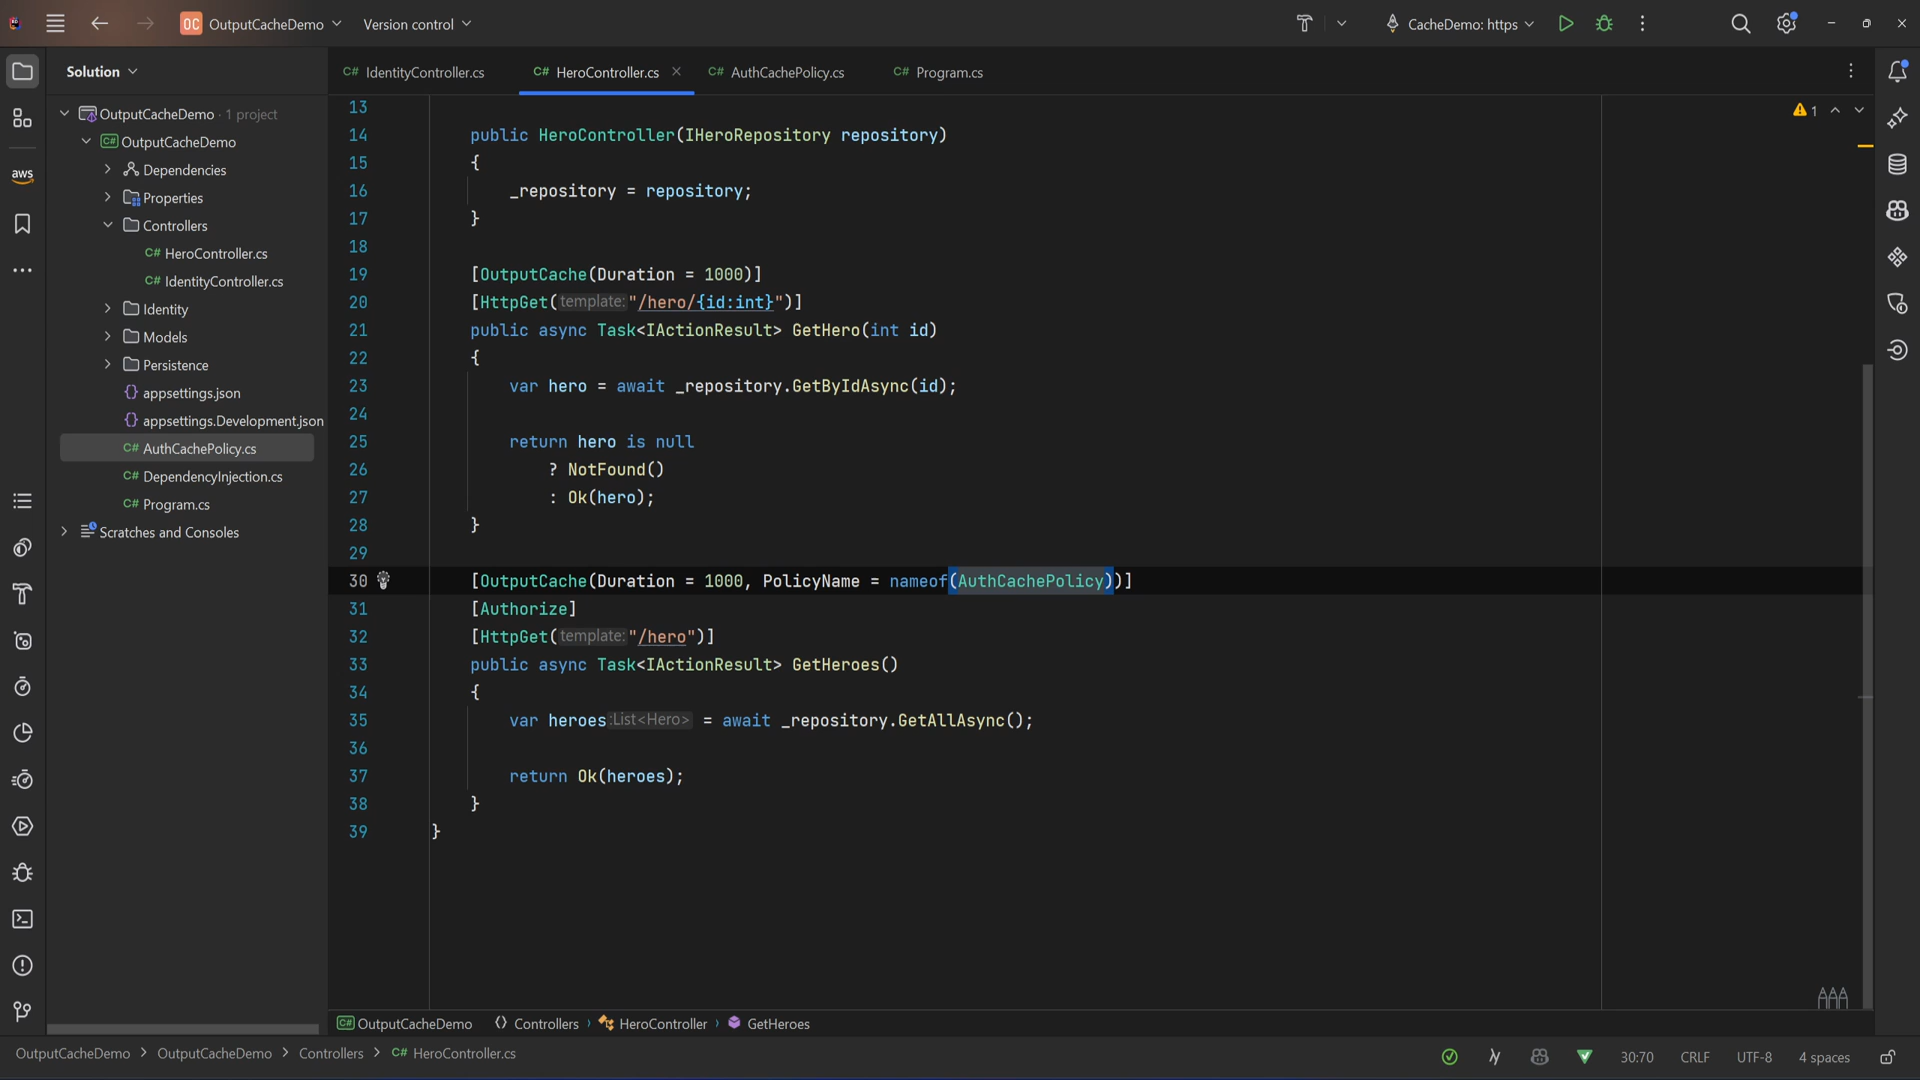 OC OutputCacheDemo Version control CacheDemo: https
Solution
C# IdentityController.cs C# HeroController.cs C# AuthCachePolicy.cs C# Program.cs
OutputCacheDemo · 1 project
C# OutputCacheDemo
Dependencies
Properties
Controllers
C# HeroController.cs
C# IdentityController.cs
Identity
Models
Persistence
{} appsettings.json
{} appsettings.Development.json
C# AuthCachePolicy.cs
C# DependencyInjection.cs
C# Program.cs
Scratches and Consoles
aws
1
13
14 public HeroController(IHeroRepository repository)
15 {
16 _repository = repository;
17 }
18
19 [OutputCache(Duration = 1000)]
20 [HttpGet(template:"/hero/{id:int}")]
21 public async Task<IActionResult> GetHero(int id)
22 {
23 var hero = await _repository.GetByIdAsync(id);
24
25 return hero is null
26 ? NotFound()
27 : Ok(hero);
28 }
29
30 [OutputCache(Duration = 1000, PolicyName = nameof(AuthCachePolicy))]
31 [Authorize]
32 [HttpGet(template:"/hero")]
33 public async Task<IActionResult> GetHeroes()
34 {
35 var heroes:List<Hero> = await _repository.GetAllAsync();
36
37 return Ok(heroes);
38 }
39 }
C# OutputCacheDemo Controllers › HeroController › GetHeroes
OutputCacheDemo > OutputCacheDemo > Controllers > C# HeroController.cs
30:70 CRLF UTF-8 4 spaces